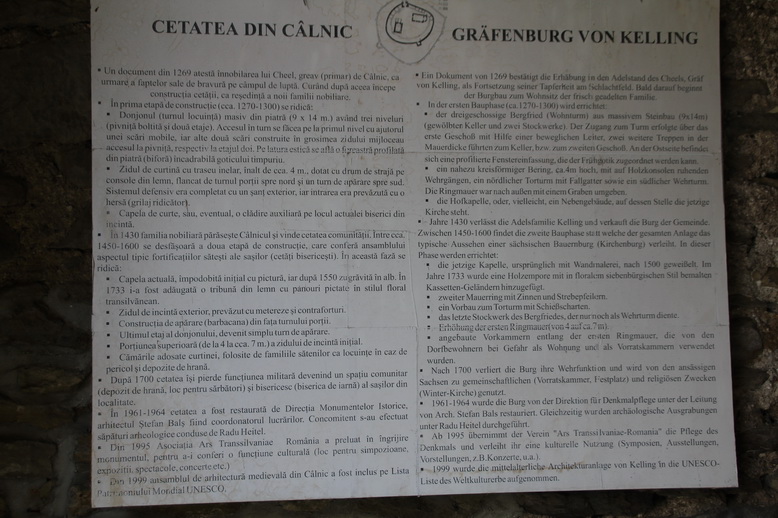 CETATEA DIN CÂLNIC
• Un document din 1269 atestă înnobilarea lui Cheel, greav (primar) de Câlnic, ca
urmare a faptelor sale de bravură pe câmpul de luptă. Curând după aceea începe
construcția cetății, ca reședință a noii familii nobiliare.
• În prima etapă de construcție (cca. 1270-1300) se ridică:
• Donjonul (turnul locuință) masiv din piatră (9 x 14 m.) având trei niveluri
(pivniță boltită și două etaje). Accesul în turn se făcea pe la primul nivel cu ajutorul
unei scări mobile, iar alte două scări construite în grosimea zidului mijloceau
accesul la pivniță, respectiv la etajul doi. Pe latura estică se află o fereastră profilată
din piatră (biforă) încadrabilă goticului timpuriu.
• Zidul de curtină cu traseu inelar, înalt de cca. 4 m., dotat cu drum de strajă pe
console din lemn, flancat de turnul porții spre nord și un turn de apărare spre sud.
Sistemul defensiv era completat cu un șanț exterior, iar intrarea era prevăzută cu o
hersă (grilaj ridicător).
• Capela de curte, sau, eventual, o clădire auxiliară pe locul actualei biserici din
incintă.
• În 1430 familia nobiliară părăsește Câlnicul și vinde cetatea comunității. Între cca.
1450-1600 se desfășoară a doua etapă de construcție, care conferă ansamblului
aspectul tipic fortificațiilor sătești ale sașilor (cetăți bisericești). În această fază se
ridică:
• Capela actuală, împodobită inițial cu pictură, iar după 1550 zugrăvită în alb. În
1733 i-a fost adăugată o tribună din lemn cu panouri pictate în stilul floral
transilvănean.
• Zidul de incintă exterior, prevăzut cu metereze și contraforturi.
• Construcția de apărare (barbacana) din fața turnului porții.
• Ultimul etaj al donjonului, devenit simplu turn de apărare.
• Porțiunea superioară (de la 4 la cca. 7 m.) a zidului de incintă inițial.
• Cămările adosate curtinei, folosite de familiile sătenilor ca locuințe în caz de
pericol și depozite de hrană.
• După 1700 cetatea își pierde funcțiunea militară devenind un spațiu comunitar
(depozit de hrană, loc pentru sărbători) și bisericesc (biserica de iarnă) al sașilor din
localitate.
• În 1961-1964 cetatea a fost restaurată de Direcția Monumentelor Istorice,
arhitectul Ștefan Balș fiind coordonatorul lucrărilor. Concomitent s-au efectuat
săpături arheologice conduse de Radu Heitel.
• Din 1995 Asociația Ars Transsilvaniae România a preluat în îngrijire
monumentul, pentru a-i conferi o funcțiune culturală (loc pentru simpozioane,
expoziții, spectacole, concerte etc.)
• Din 1999 ansamblul de arhitectură medievală din Câlnic a fost inclus pe Lista
Patrimoniului Mondial UNESCO.
GRÄFENBURG VON KELLING
• Ein Dokument von 1269 bestätigt die Erhebung in den Adelstand des Cheels, Gräf
von Kelling, als Fortsetzung seiner Tapferkeit am Schlachtfeld. Bald darauf beginnt
der Burgbau zum Wohnsitz der frisch geadelten Familie.
• In der ersten Bauphase (ca. 1270-1300) wird errichtet:
• der dreigeschossige Bergfried (Wohnturm) aus massivem Steinbau (9x14m)
(gewölbter Keller und zwei Stockwerke). Der Zugang zum Turm erfolgte über das
erste Geschoß mit Hilfe einer beweglichen Leiter, zwei weitere Treppen in der
Mauerdicke führten zum Keller, bzw. zum zweiten Geschoß. An der Ostseite befindet
sich eine profilierte Fenstereinfassung, die der Frühgotik zugeordnet werden kann.
• ein nahezu kreisförmiger Bering, ca.4m hoch, mit auf Holzkonsolen ruhenden
Wehrgängen, ein nördlicher Torturm mit Fallgatter sowie ein südlicher Wehrturm.
Die Ringmauer war nach außen mit einem Graben umgeben.
• die Hofkapelle, oder, vielleicht, ein Nebengebäude, auf dessen Stelle die jetzige
Kirche steht.
• Jahre 1430 verlässt die Adelsfamilie Kelling und verkauft die Burg der Gemeinde.
Zwischen 1450-1600 findet die zweite Bauphase statt welche der gesamten Anlage das
typische Aussehen einer sächsischen Bauernburg (Kirchenburg) verleiht. In dieser
Phase werden errichtet:
• die jetzige Kapelle, ursprünglich mit Wandmalerei, nach 1500 geweißelt. Im
Jahre 1733 wurde eine Holzempore mit in floralem siebenbürgischen Stil bemalten
Kassetten-Geländern hinzugefügt.
• zweiter Mauerring mit Zinnen und Strebepfeilern.
• ein Vorbau zum Torturm mit Schießscharten.
• das letzte Stockwerk des Bergfriedes, der nur noch als Wehrturm diente.
• Erhöhung der ersten Ringmauer (von 4 auf ca. 7m).
• angebaute Vorkammern entlang der ersten Ringmauer, die von den
Dorfbewohnern bei Gefahr als Wohnung und als Vorratskammern verwendet
wurden.
• Nach 1700 verliert die Burg ihre Wehrfunktion und wird von den ansässigen
Sachsen zu gemeinschaftlichen (Vorratskammer, Festplatz) und religiösen Zwecken
(Winter-Kirche) genutzt.
• 1961-1964 wurde die Burg von der Direktion für Denkmalpflege unter der Leitung
von Arch. Stefan Bals restauriert. Gleichzeitig wurden archäologische Ausgrabungen
unter Radu Heitel durchgeführt.
• Ab 1995 übernimmt der Verein "Ars Transsilvaniae-Romania" die Pflege des
Denkmals und verleiht ihr eine kulturelle Nutzung (Symposien, Ausstellungen,
Vorstellungen, z.B. Konzerte, u.a.).
• 1999 wurde die mittelalterliche Architekturanlage von Kelling in die UNESCO-
Liste des Weltkulturerbe aufgenommen.